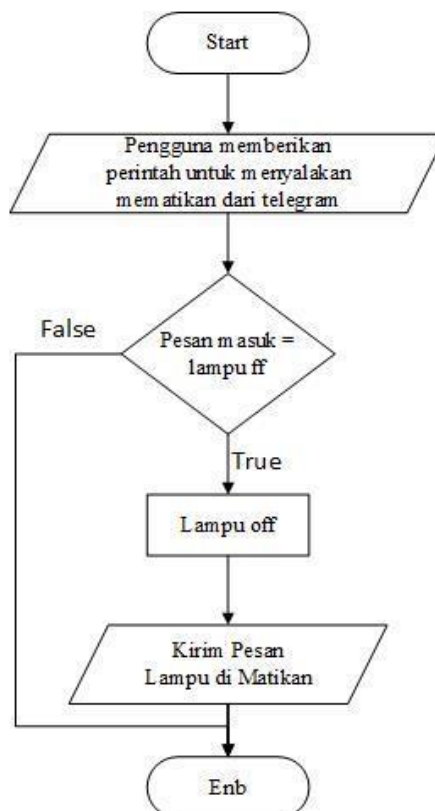 Start
Pengguna memberikan
perintah untuk menyalakan
mematikan dari telegram
False
Pesan masuk =
lampu ff
True
Lampu off
Kirim Pesan
Lampu di Matikan
Enb